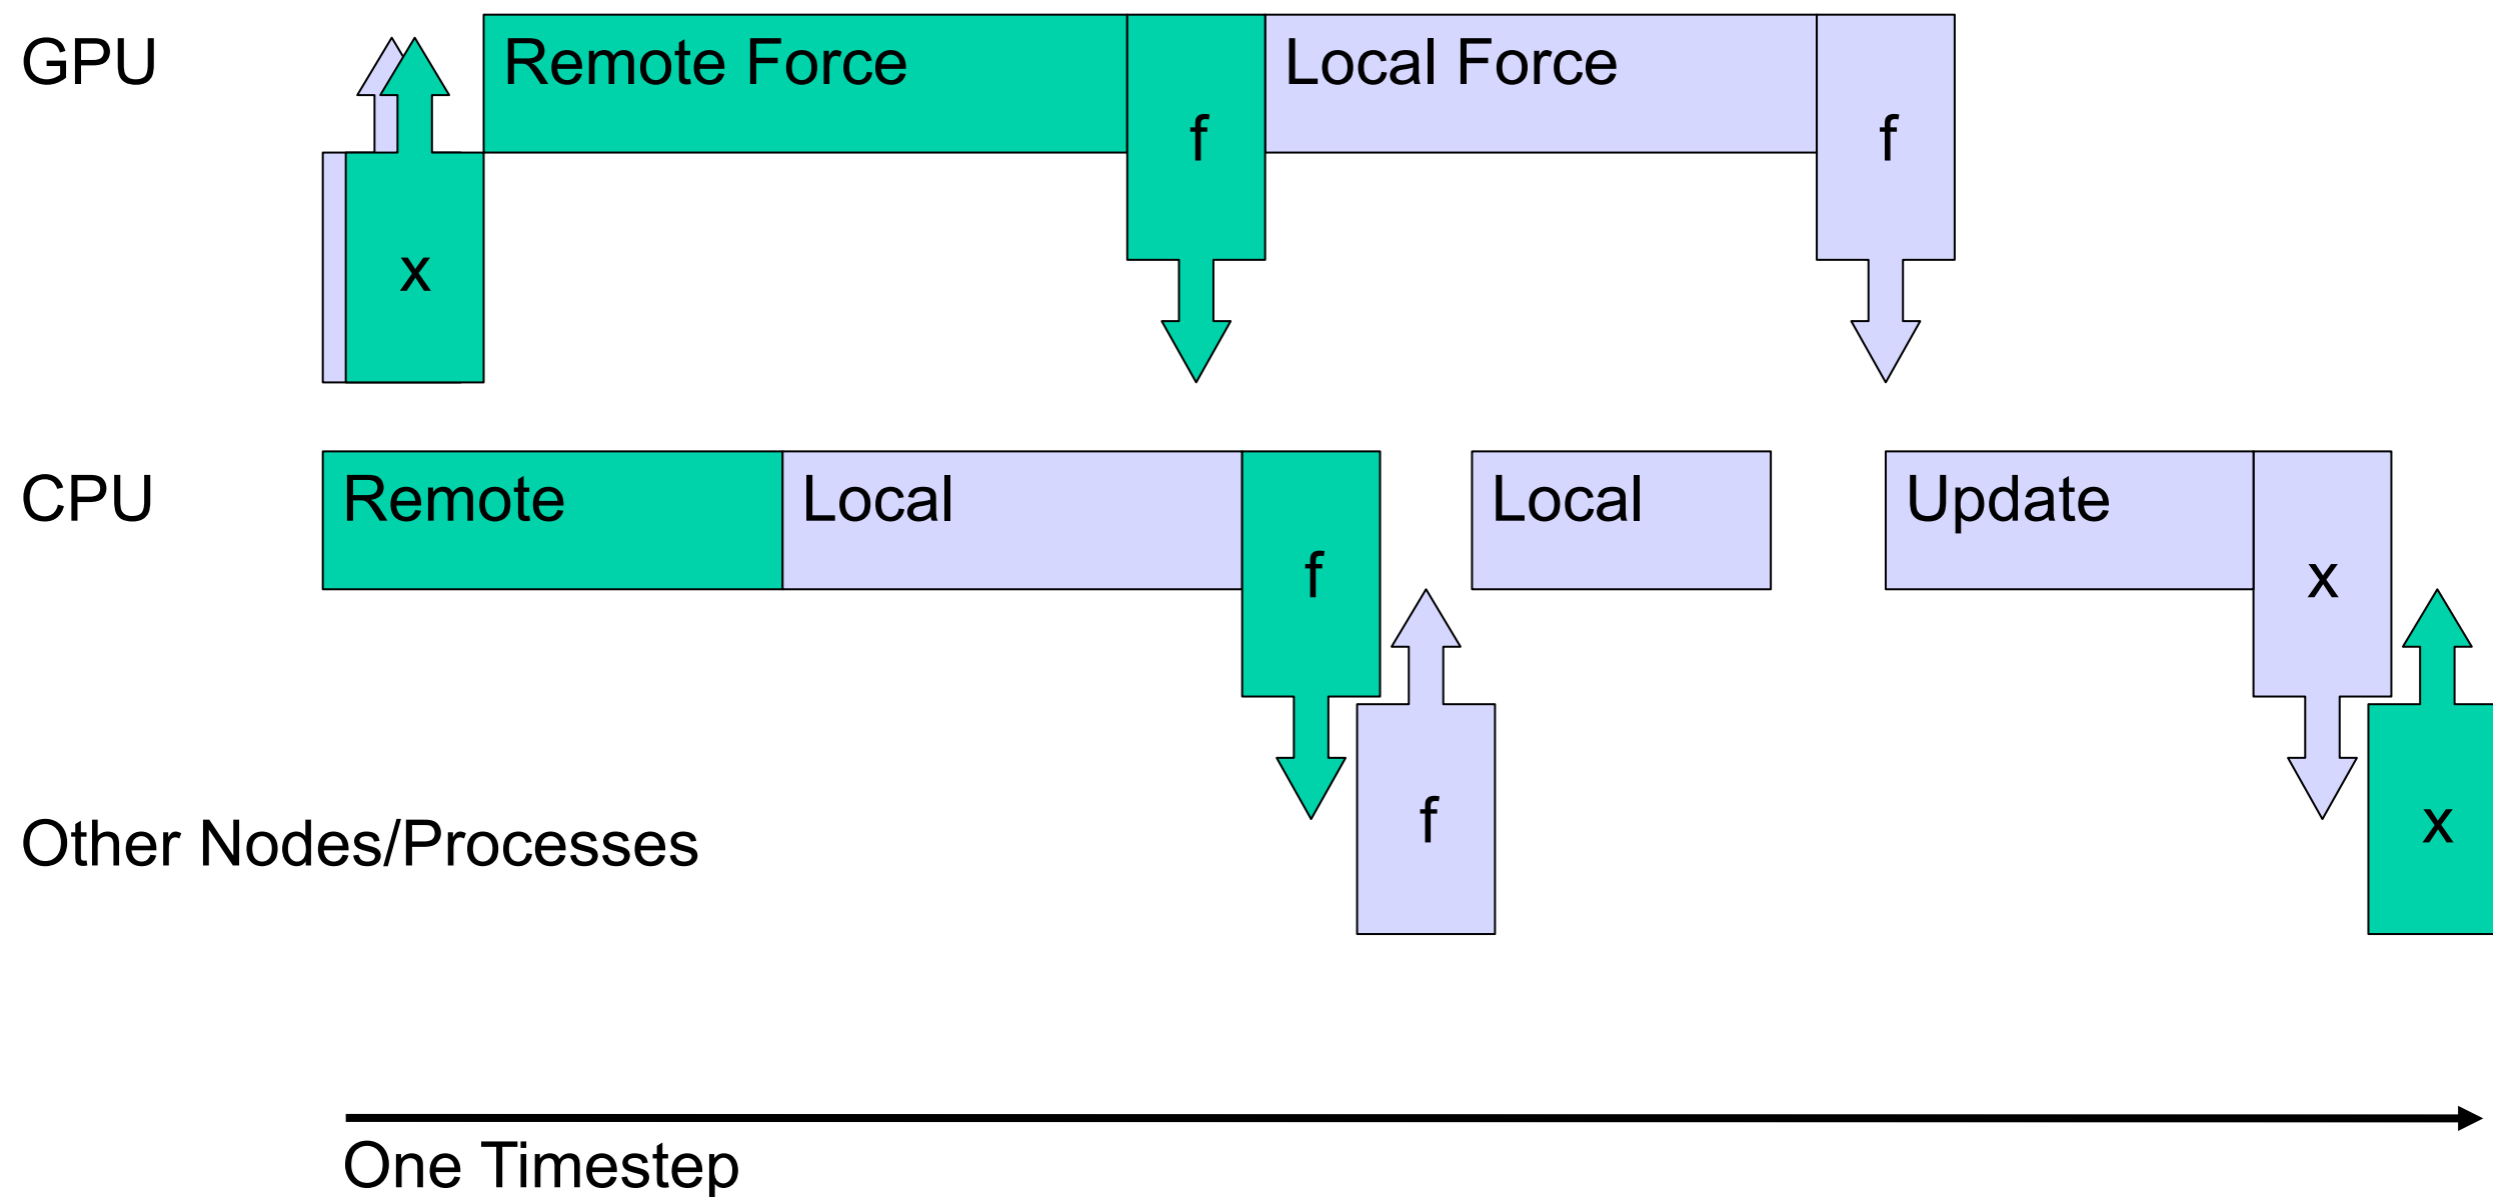 GPU
Remote Force
f
Local Force
f
x
CPU
Remote
Local
f
Local
Update
x
Other Nodes/Processes
f
x
One Timestep